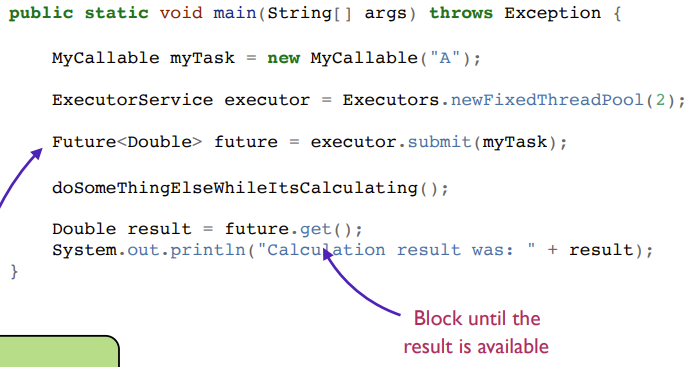 public static void main(String[] args) throws Exception {
MyCallable myTask = new MyCallable("A");
ExecutorService executor = Executors.newFixedThreadPool(2);
Future<Double> future = executor.submit(myTask);
doSomeThingElseWhileItsCalculating();
Double result = future.get();
System.out.println("Calculation result was: " + result);
}
Block until the
result is available